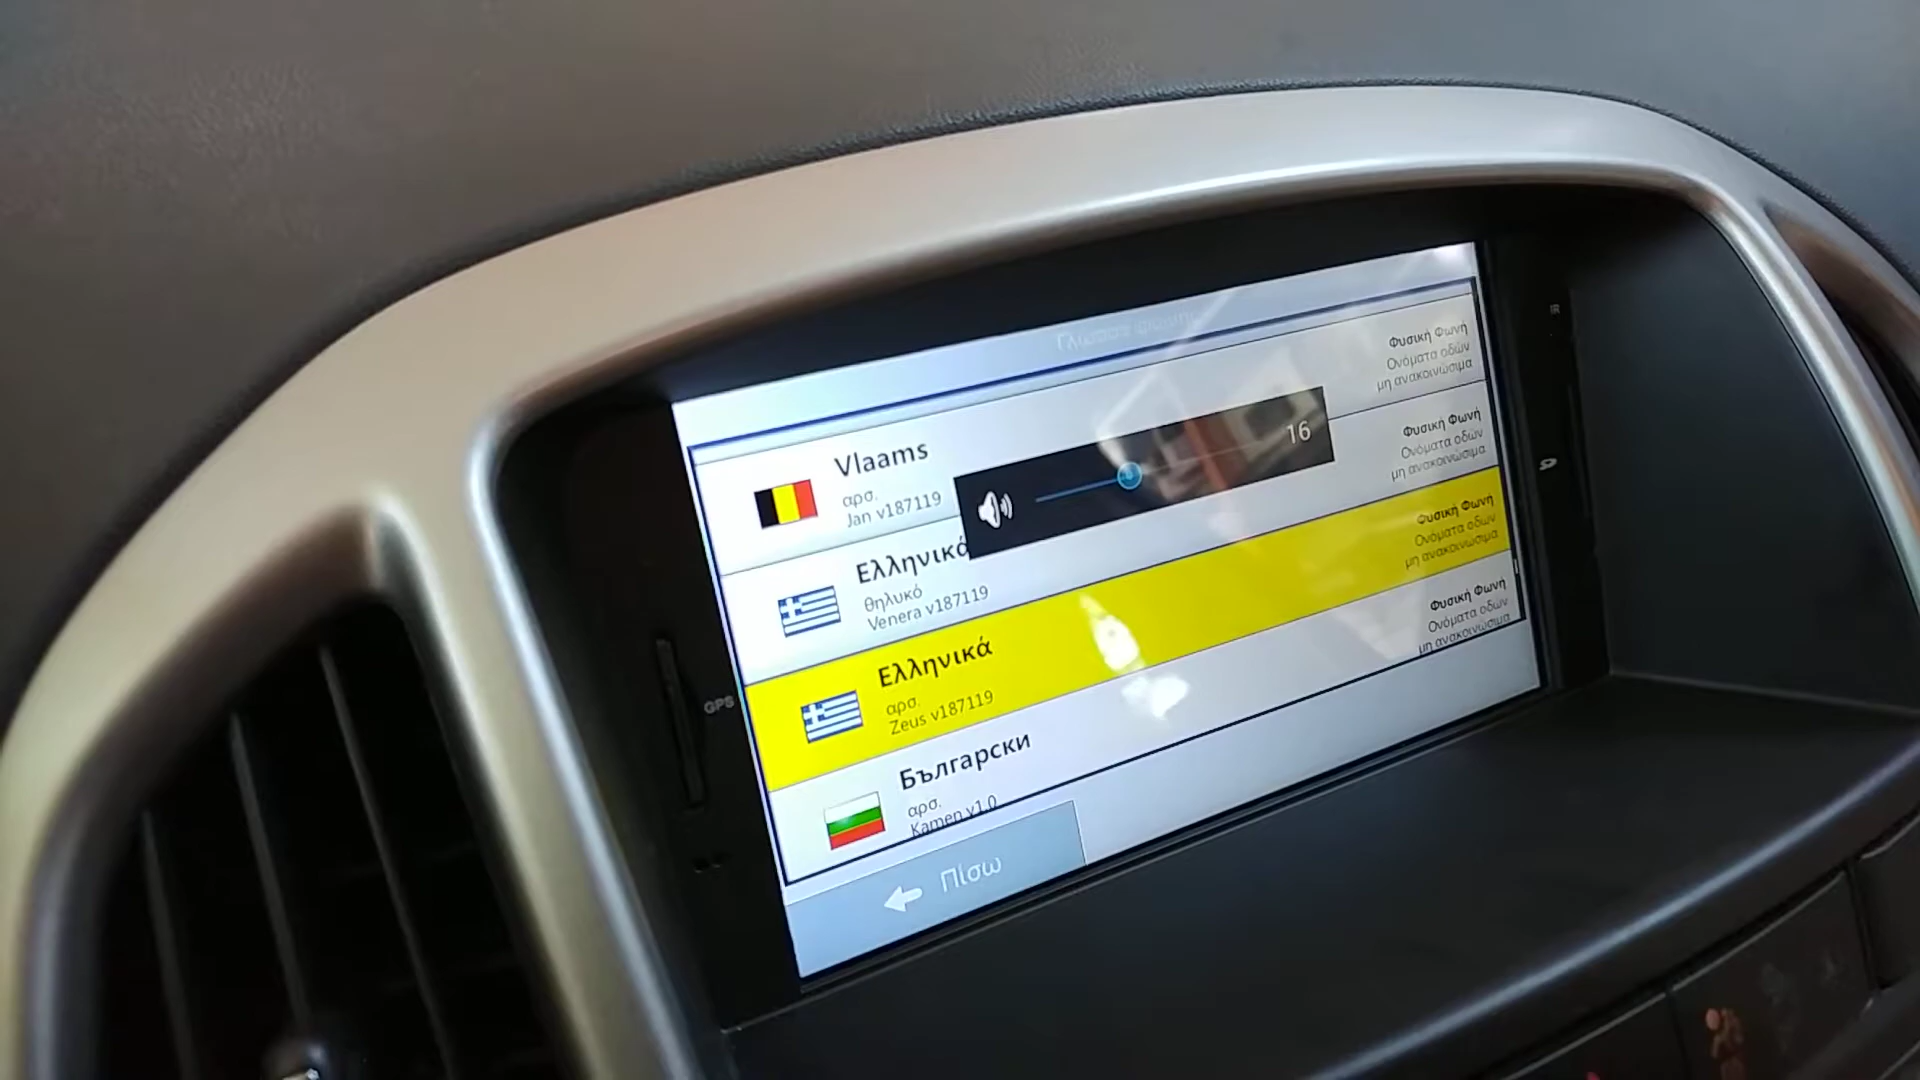 Vlaams
αρσ.
Jan v187119
Φυσική Φωνή
Ονόματα οδών
μη ανακοινώσιμα
16
Ελληνικά
θηλυκό
Venera v187119
Φυσική Φωνή
Ονόματα οδών
μη ανακοινώσιμα
Ελληνικά
αρσ.
Zeus v187119
Φυσική Φωνή
Ονόματα οδών
μη ανακοινώσιμα
Български
αρσ.
Kamen v1.0
Φυσική Φωνή
Ονόματα οδών
μη ανακοινώσιμα
Πίσω
GPS
IR